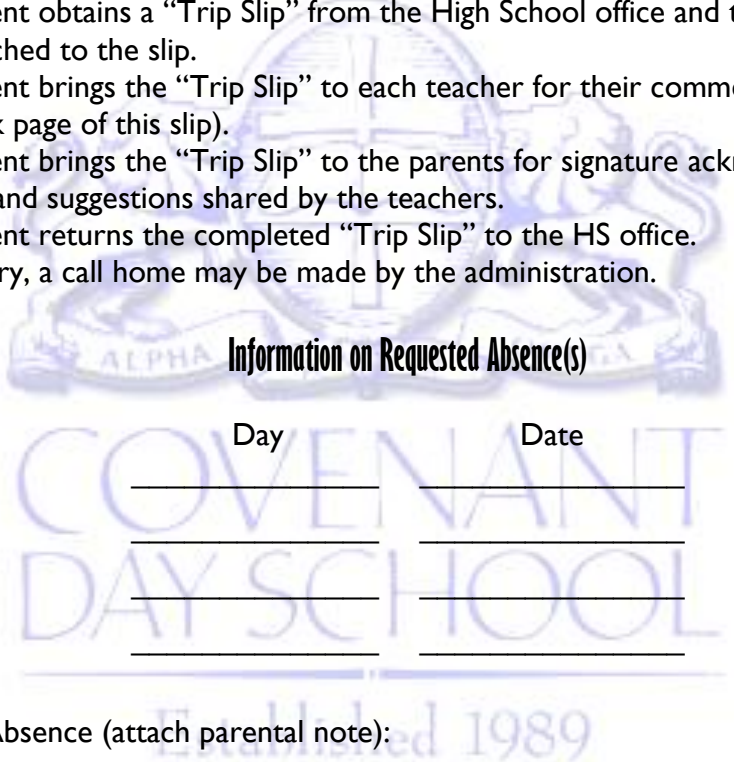 ent obtains a “Trip Slip” from the High School office and t
ched to the slip.
ent brings the “Trip Slip” to each teacher for their comm
k page of this slip).
ent brings the “Trip Slip” to the parents for signature ack
and suggestions shared by the teachers.
ent returns the completed “Trip Slip” to the HS office.
ry, a call home may be made by the administration.
ALPHA
Information on Requested Absence(s)
Day Date
COVENANT
DAY SCHOOL
Absence (attach parental note):
Established 1989